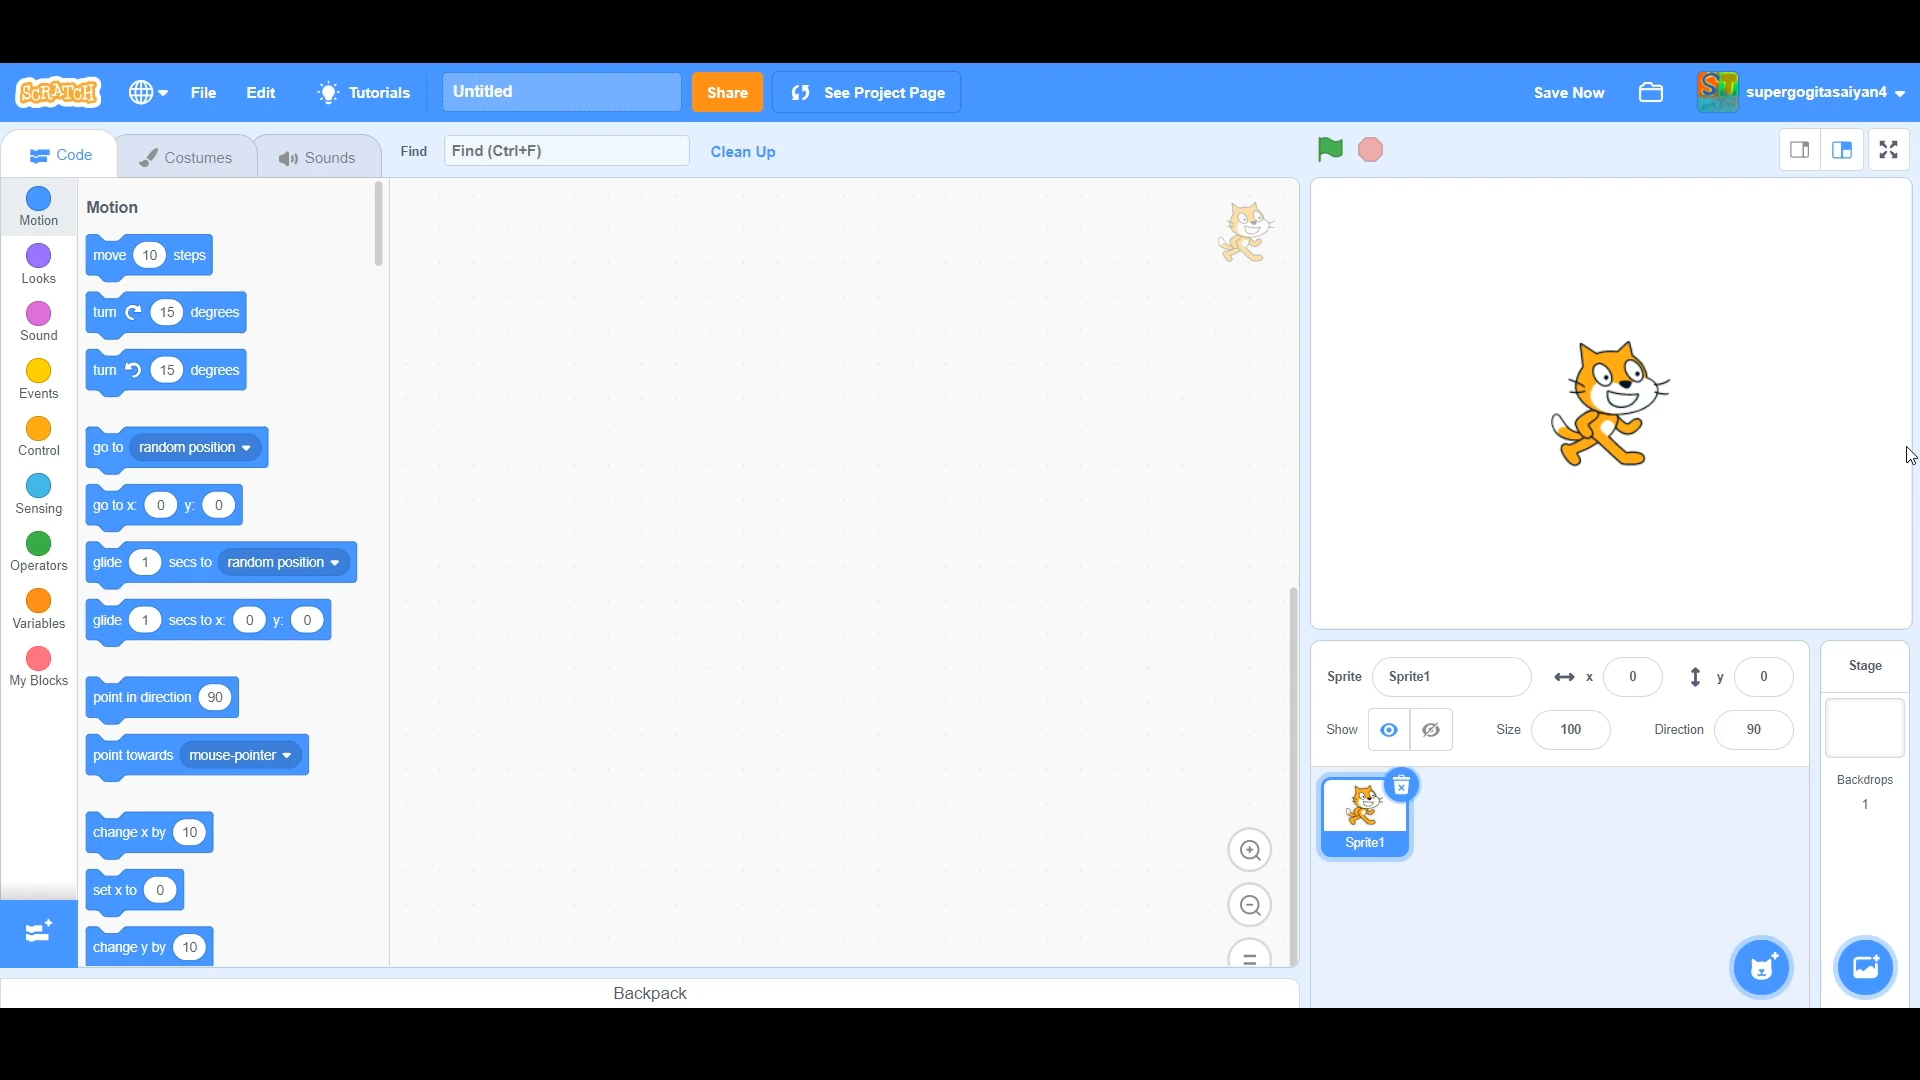 SCRATCH File Edit Tutorials Untitled Share See Project Page Save Now ST supergogitasaiyan4
Code Costumes Sounds Find Find (Ctrl+F) Clean Up
Motion
Looks
Sound
Events
Control
Sensing
Operators
Variables
My Blocks
Motion
move 10 steps
turn 15 degrees
turn 15 degrees
go to random position
go to x: 0 y: 0
glide 1 secs to random position
glide 1 secs to x: 0 y: 0
point in direction 90
point towards mouse-pointer
change x by 10
set x to 0
change y by 10
Backpack
Sprite Sprite1 x 0 y 0
Show Size 100 Direction 90
Sprite1
Stage
Backdrops
1